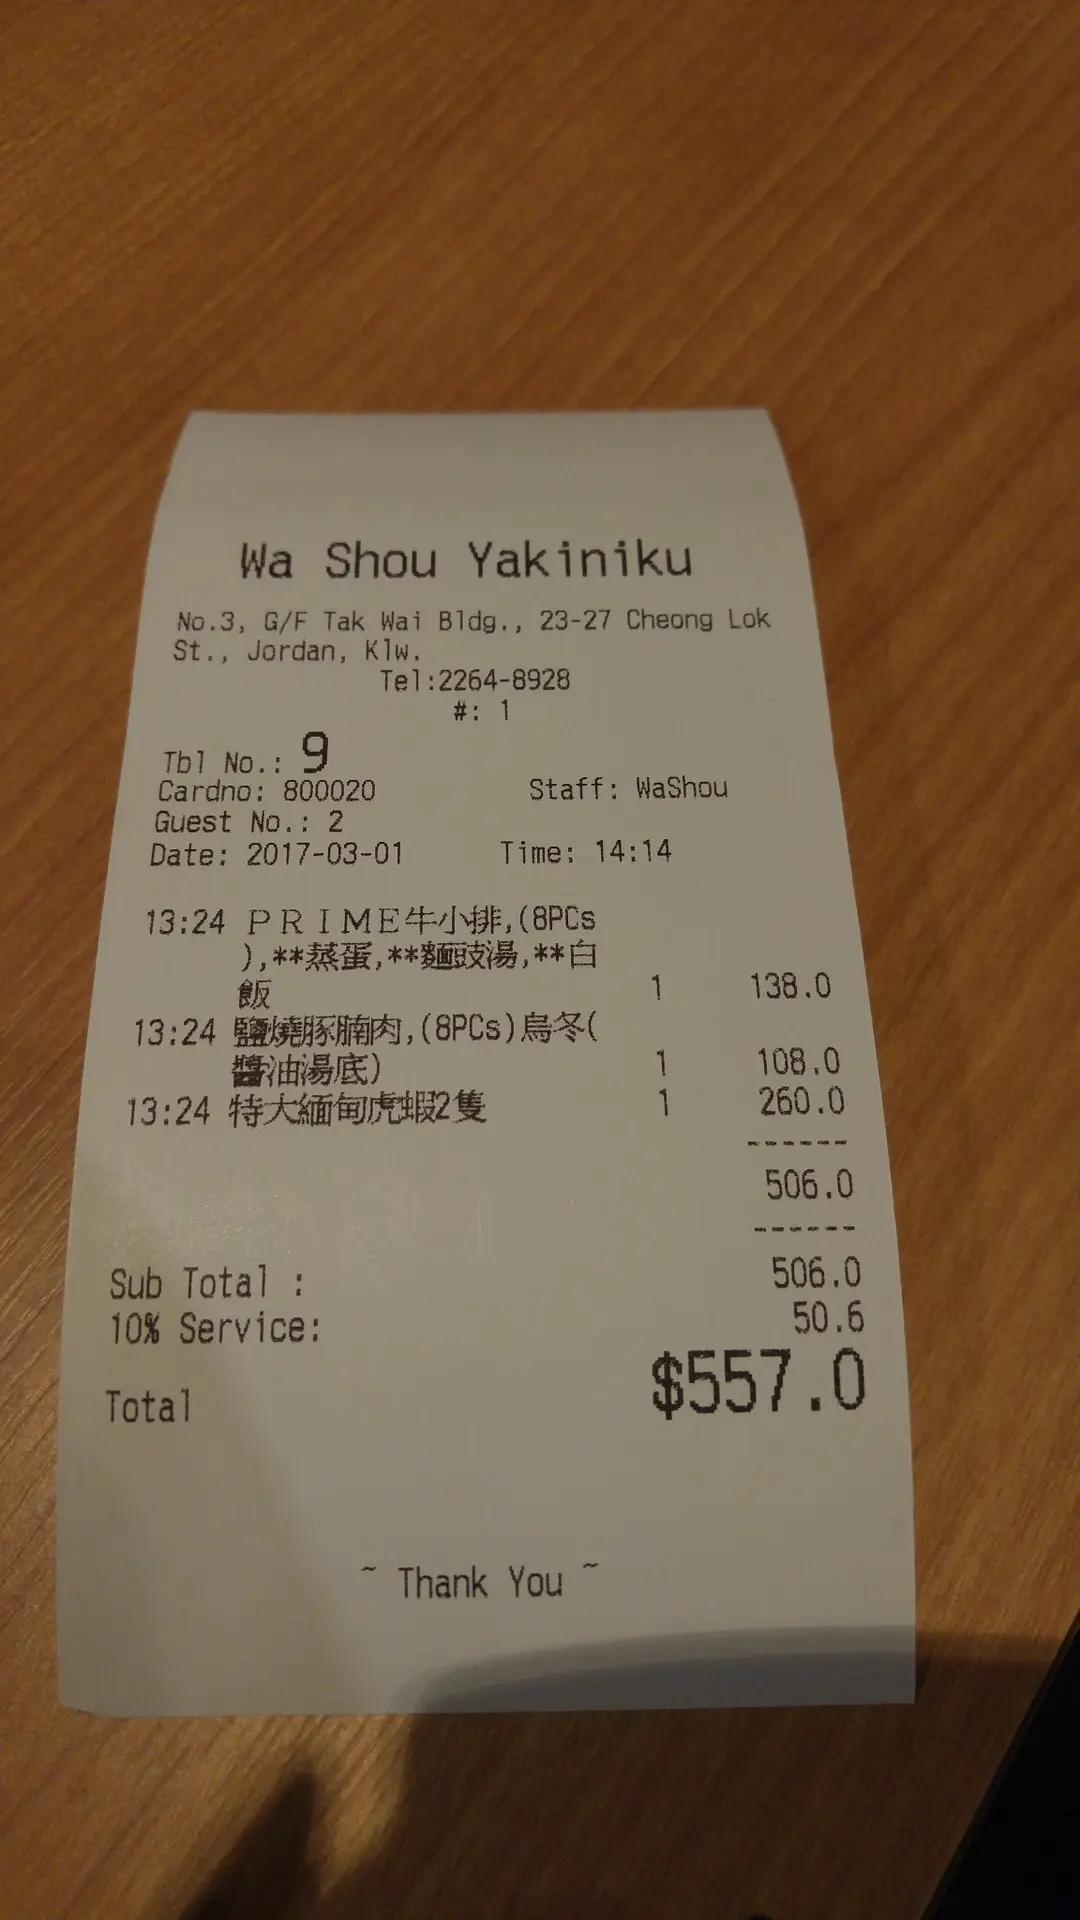 Wa Shou Yakiniku
No.3, G/F Tak Wai Bldg., 23-27 Cheong Lok
St., Jordan, Klw.
Tel:2264-8928
#: 1
Tbl No.: 9
Cardno: 800020 Staff: WaShou
Guest No.: 2
Date: 2017-03-01 Time: 14:14
13:24 ＰＲＩＭＥ牛小排,(8PCs
),**蒸蛋,**麵豉湯,**白
飯 1 138.0
13:24 鹽燒豚腩肉,(8PCs)烏冬(
醬油湯底) 1 108.0
13:24 特大緬甸虎蝦2隻 1 260.0
------
506.0
------
Sub Total : 506.0
10% Service: 50.6
Total $557.0
~ Thank You ~